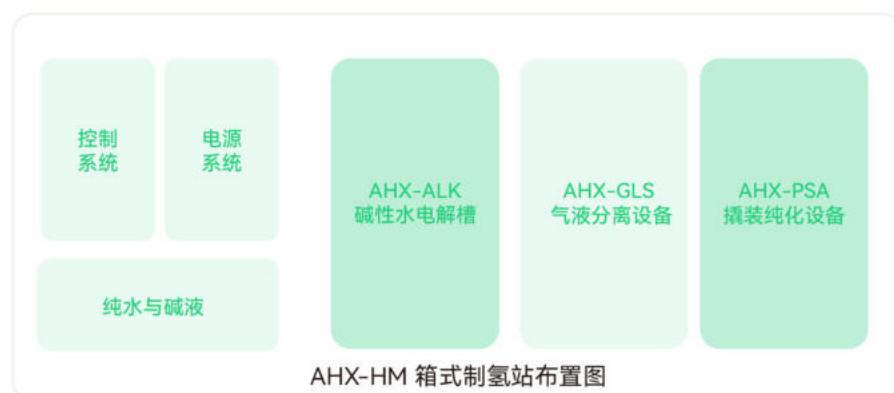 控制
系统
电源
系统
纯水与碱液
AHX-ALK
碱性水电解槽
AHX-GLS
气液分离设备
AHX-PSA
撬装纯化设备
AHX-HM 箱式制氢站布置图